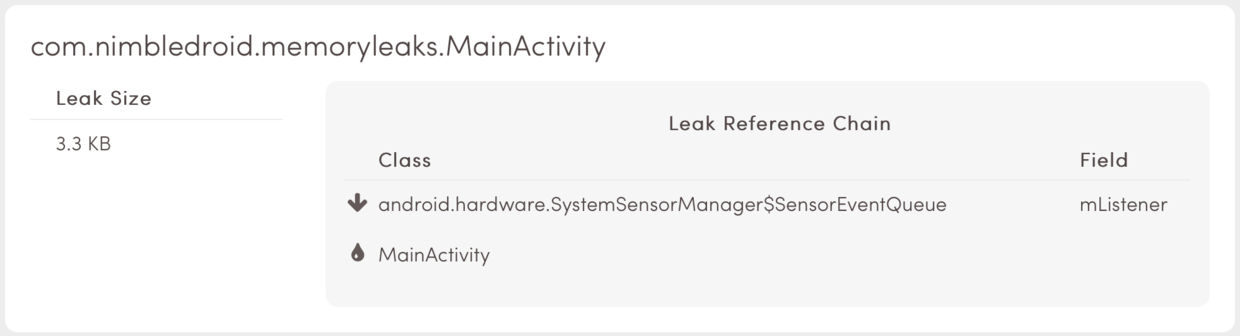 com.nimbledroid.memoryleaks.MainActivity
Leak Size
3.3 KB
Leak Reference Chain
Class Field
android.hardware.SystemSensorManager$SensorEventQueue mListener
MainActivity